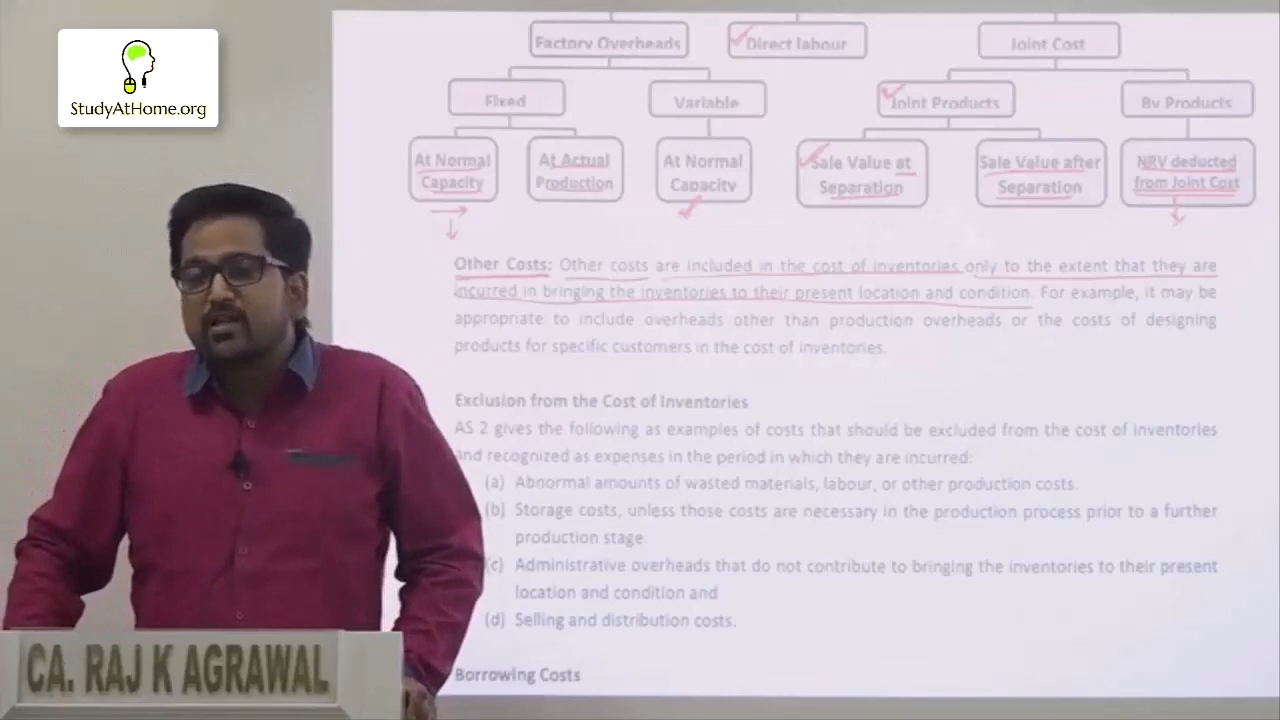 StudyAtHome.org
Factory Overheads
Direct labour
Joint Cost
Fixed
Variable
Joint Products
By Products
At Normal
Capacity
At Actual
Production
At Normal
Capacity
Sale Value at
Separation
Sale Value after
Separation
NRV deducted
from Joint Cost
Other Costs: Other costs are included in the cost of inventories only to the extent that they are
incurred in bringing the inventories to their present location and condition. For example, it may be
appropriate to include overheads other than production overheads or the costs of designing
products for specific customers in the cost of inventories.
Exclusion from the Cost of Inventories
AS 2 gives the following as examples of costs that should be excluded from the cost of inventories
and recognized as expenses in the period in which they are incurred:
(a) Abnormal amounts of wasted materials, labour, or other production costs.
(b) Storage costs, unless those costs are necessary in the production process prior to a further
production stage.
(c) Administrative overheads that do not contribute to bringing the inventories to their present
location and condition and
(d) Selling and distribution costs.
Borrowing Costs
CA. RAJ K AGRAWAL